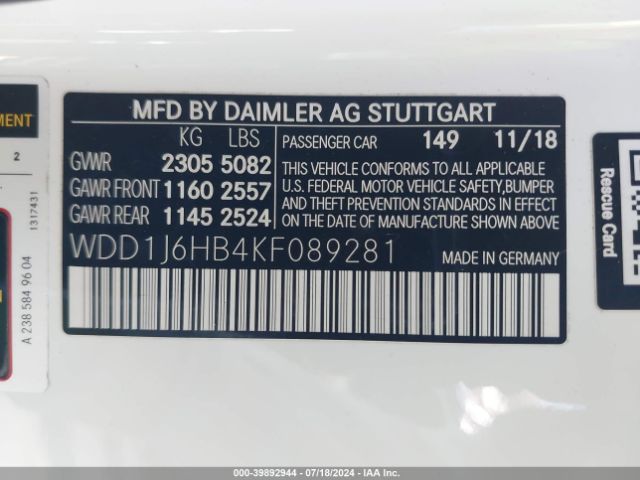 MFD BY DAIMLER AG STUTTGART
KG LBS
GVWR 2305 5082
GAWR FRONT 1160 2557
GAWR REAR 1145 2524
PASSENGER CAR 149 11/18
THIS VEHICLE CONFORMS TO ALL APPLICABLE
U.S. FEDERAL MOTOR VEHICLE SAFETY,BUMPER
AND THEFT PREVENTION STANDARDS IN EFFECT
ON THE DATE OF MANUFACTURE SHOWN ABOVE.
WDD1J6HB4KF089281
MADE IN GERMANY
MENT
2
1317431
A 238 584 96 04
Rescue Card
000-39892944 / 07/18/2024 - IAA Inc.